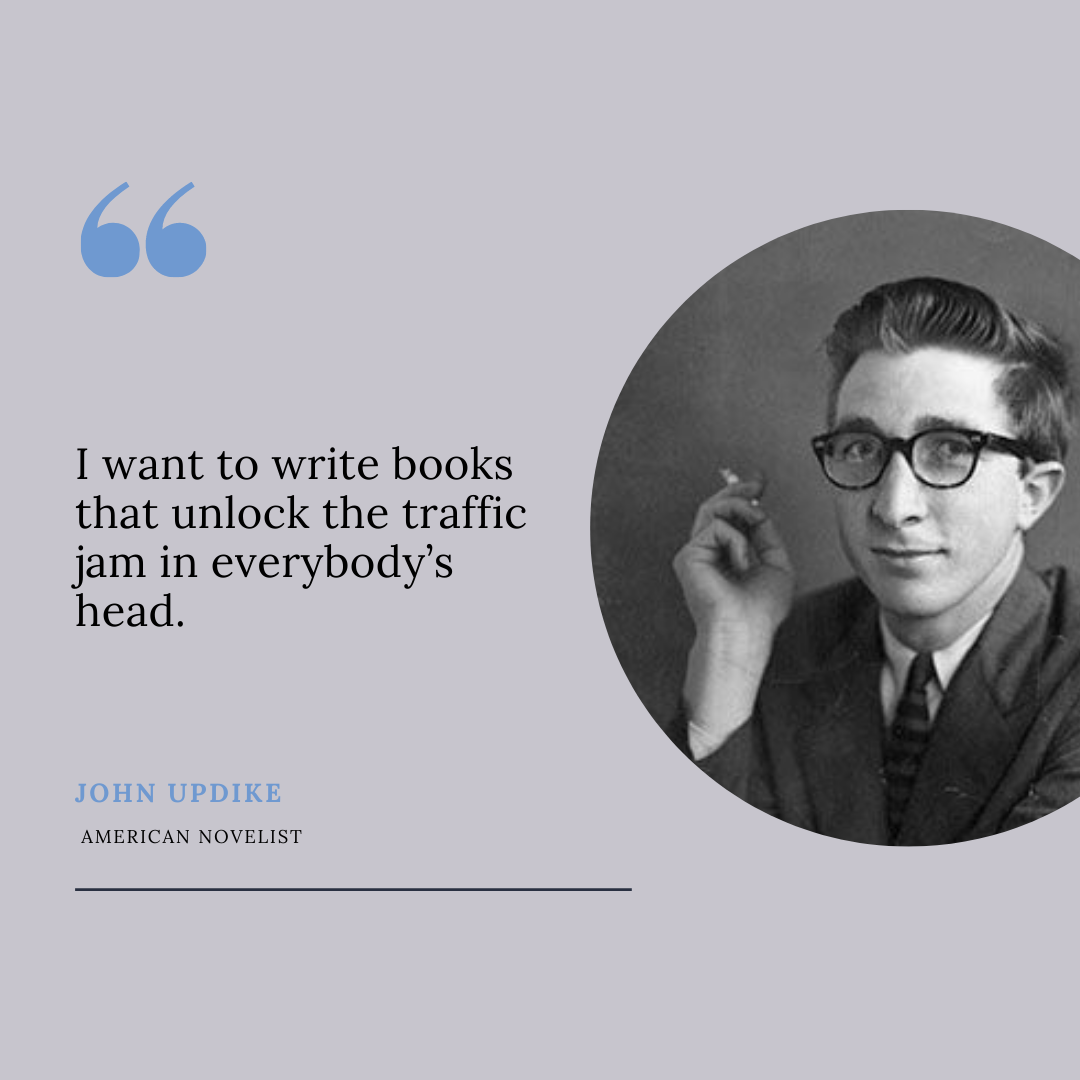 “
I want to write books
that unlock the traffic
jam in everybody’s
head.
JOHN UPDIKE
AMERICAN NOVELIST